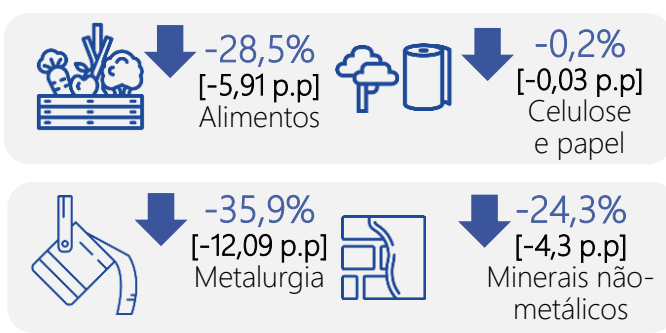 -28,5%
[-5,91 p.p]
Alimentos
-0,2%
[-0,03 p.p]
Celulose
e papel
-35,9%
[-12,09 p.p]
Metalurgia
-24,3%
[-4,3 p.p]
Minerais não-
metálicos